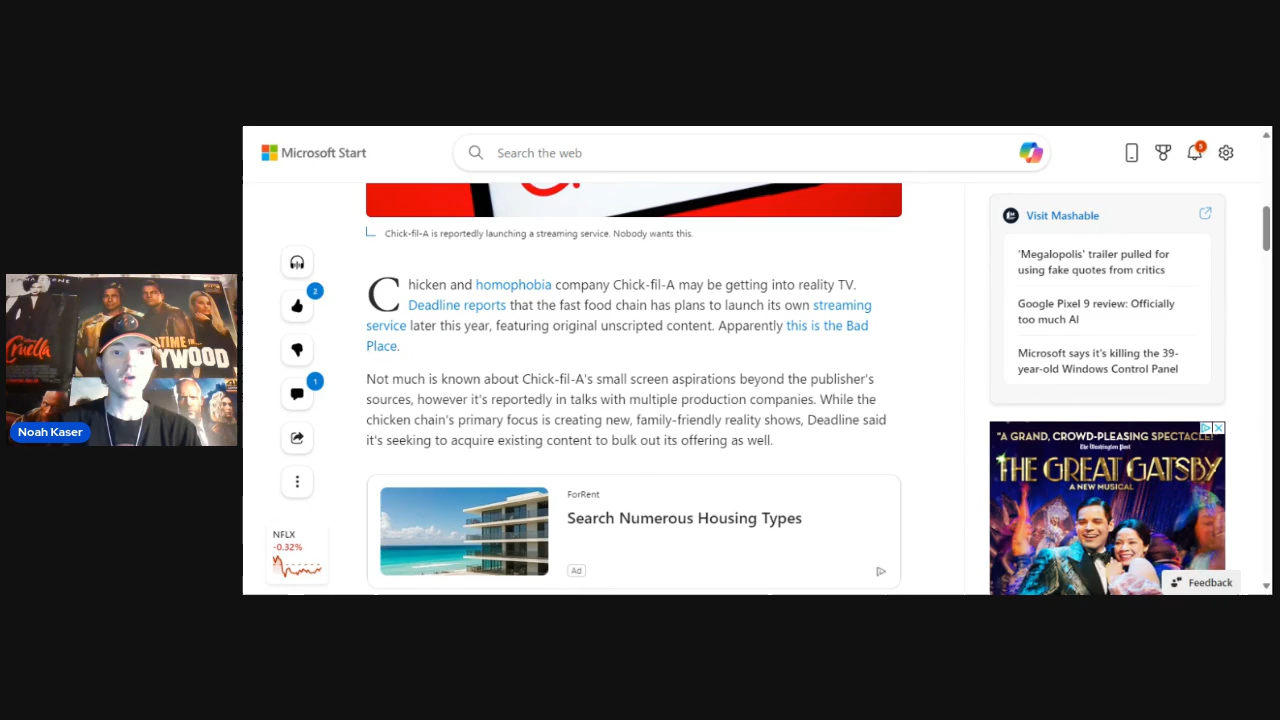 Microsoft Start
Search the web
5
Chick-fil-A is reportedly launching a streaming service. Nobody wants this.
Chicken and homophobia company Chick-fil-A may be getting into reality TV.
Deadline reports that the fast food chain has plans to launch its own streaming
service later this year, featuring original unscripted content. Apparently this is the Bad
Place.
Not much is known about Chick-fil-A's small screen aspirations beyond the publisher's
sources, however it's reportedly in talks with multiple production companies. While the
chicken chain's primary focus is creating new, family-friendly reality shows, Deadline said
it's seeking to acquire existing content to bulk out its offering as well.
2
1
NFLX
-0.32%
ForRent
Search Numerous Housing Types
Ad
Visit Mashable
'Megalopolis' trailer pulled for
using fake quotes from critics
Google Pixel 9 review: Officially
too much AI
Microsoft says it's killing the 39-
year-old Windows Control Panel
"A GRAND, CROWD-PLEASING SPECTACLE!"
The Washington Post
THE GREAT GATSBY
A NEW MUSICAL
Feedback
Cruella
YWOOD
Noah Kaser